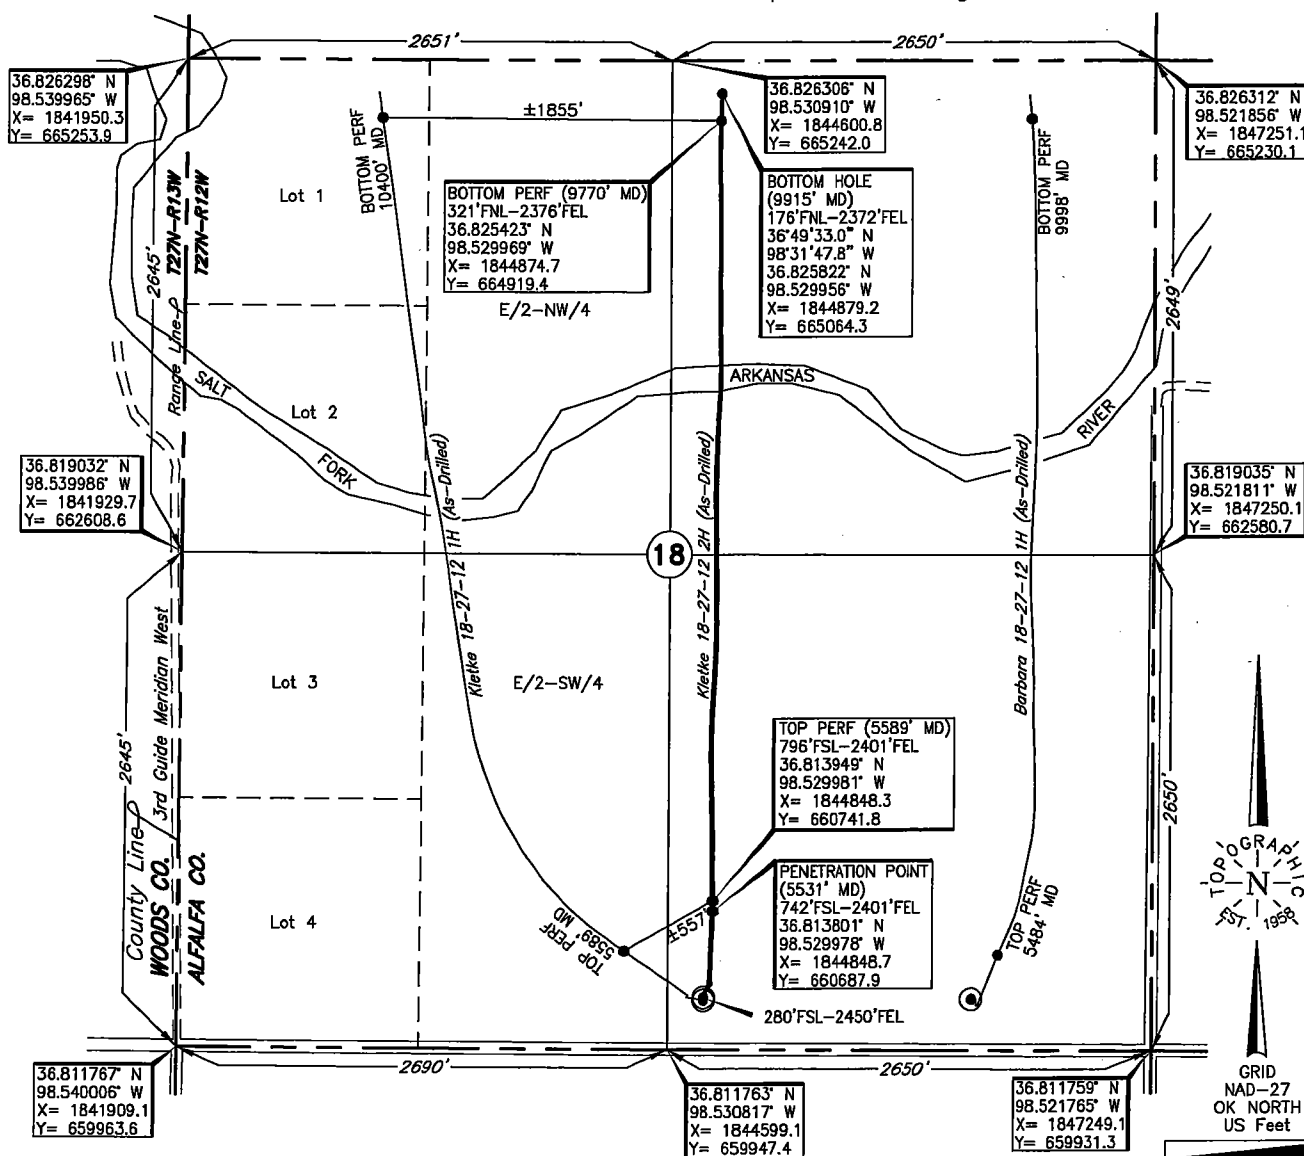 2651'
2650'
36.826298° N
98.539965° W
X= 1841950.3
Y= 665253.9
36.826306° N
98.530910° W
X= 1844600.8
Y= 665242.0
36.826312° N
98.521856° W
X= 1847251.1
Y= 665230.1
±1855'
BOTTOM PERF
10400' MD
BOTTOM PERF
9998' MD
Lot 1
T27N-R13W
T27N-R12W
BOTTOM PERF (9770' MD)
321'FNL-2376'FEL
36.825423° N
98.529969° W
X= 1844874.7
Y= 664919.4
BOTTOM HOLE
(9915' MD)
176'FNL-2372'FEL
36°49'33.0" N
98°31'47.8" W
36.825822° N
98.529956° W
X= 1844879.2
Y= 665064.3
2645'
E/2-NW/4
2649'
Range Line
SALT
FORK
ARKANSAS
RIVER
Lot 2
36.819032° N
98.539986° W
X= 1841929.7
Y= 662608.6
36.819035° N
98.521811° W
X= 1847250.1
Y= 662580.7
Kletke 18-27-12 1H (As-Drilled)
Kletke 18-27-12 2H (As-Drilled)
Barbara 18-27-12 1H (As-Drilled)
18
Lot 3
E/2-SW/4
3rd Guide Meridian West
2645'
2650'
TOP PERF (5589' MD)
796'FSL-2401'FEL
36.813949° N
98.529981° W
X= 1844848.3
Y= 660741.8
PENETRATION POINT
(5531' MD)
742'FSL-2401'FEL
36.813801° N
98.529978° W
X= 1844848.7
Y= 660687.9
County Line
WOODS CO.
ALFALFA CO.
Lot 4
TOP PERF
5589' MD
±557'
TOP PERF
5484' MD
280'FSL-2450'FEL
TOPOGRAPHIC
N
EST. 1958
2690'
2650'
36.811767° N
98.540006° W
X= 1841909.1
Y= 659963.6
36.811763° N
98.530817° W
X= 1844599.1
Y= 659947.4
36.811759° N
98.521765° W
X= 1847249.1
Y= 659931.3
GRID
NAD-27
OK NORTH
US Feet